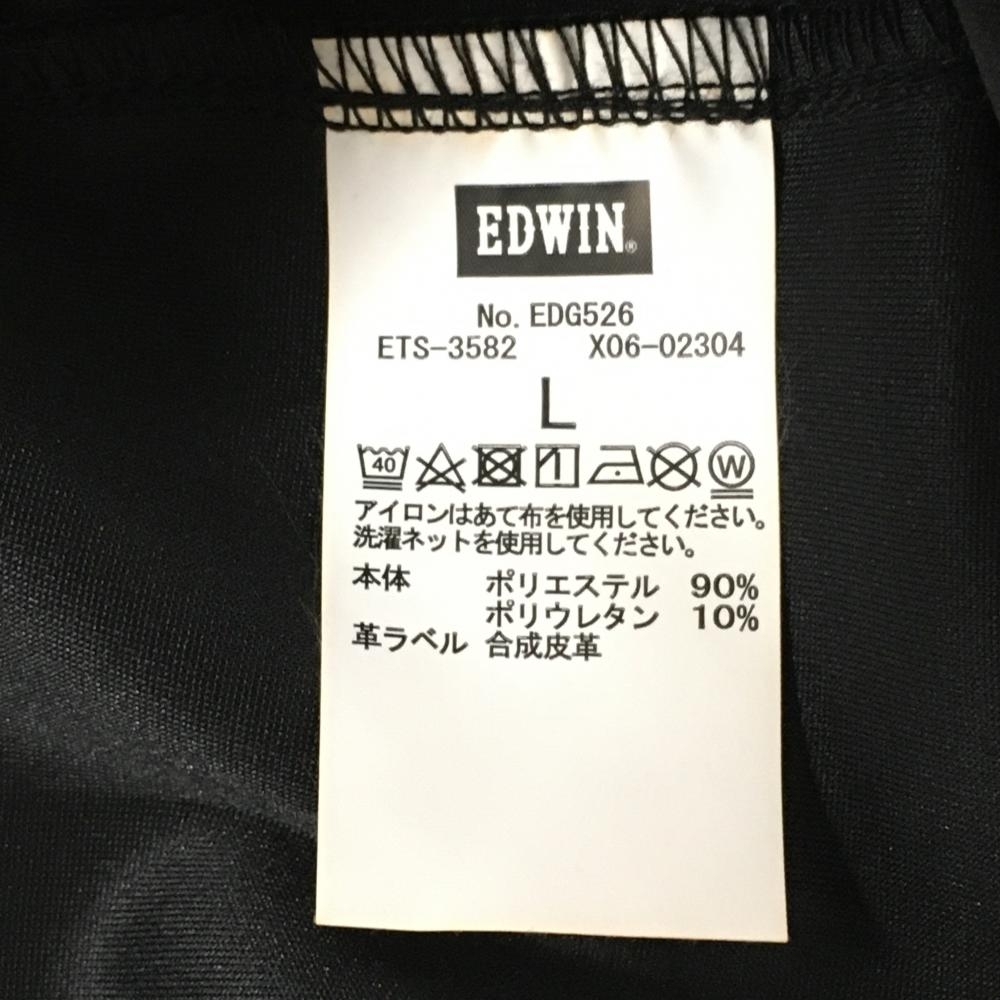 EDWIN®
No. EDG526
ETS-3582 X06-02304
L
40 W
アイロンはあて布を使用してください。
洗濯ネットを使用してください。
本体 ポリエステル 90%
ポリウレタン 10%
革ラベル 合成皮革